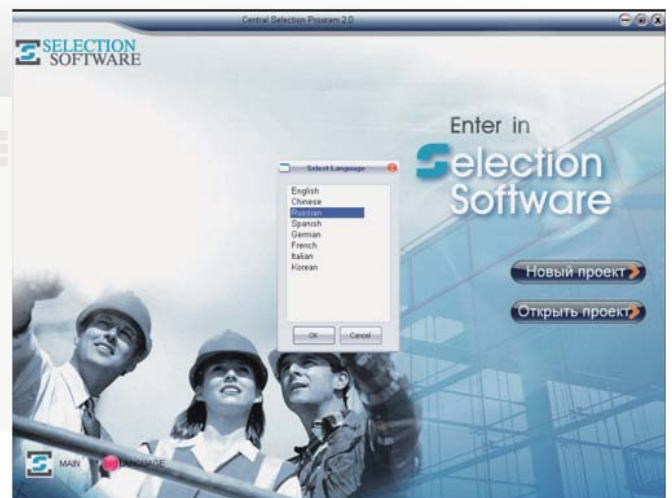 Central Selection Program 2.0
SELECTION
SOFTWARE
Enter in
Selection
Software
Select Language
English
Chinese
Russian
Spanish
German
French
Italian
Korean
OK
Cancel
Новый проект
Открыть проект
MAIN
LANGUAGE